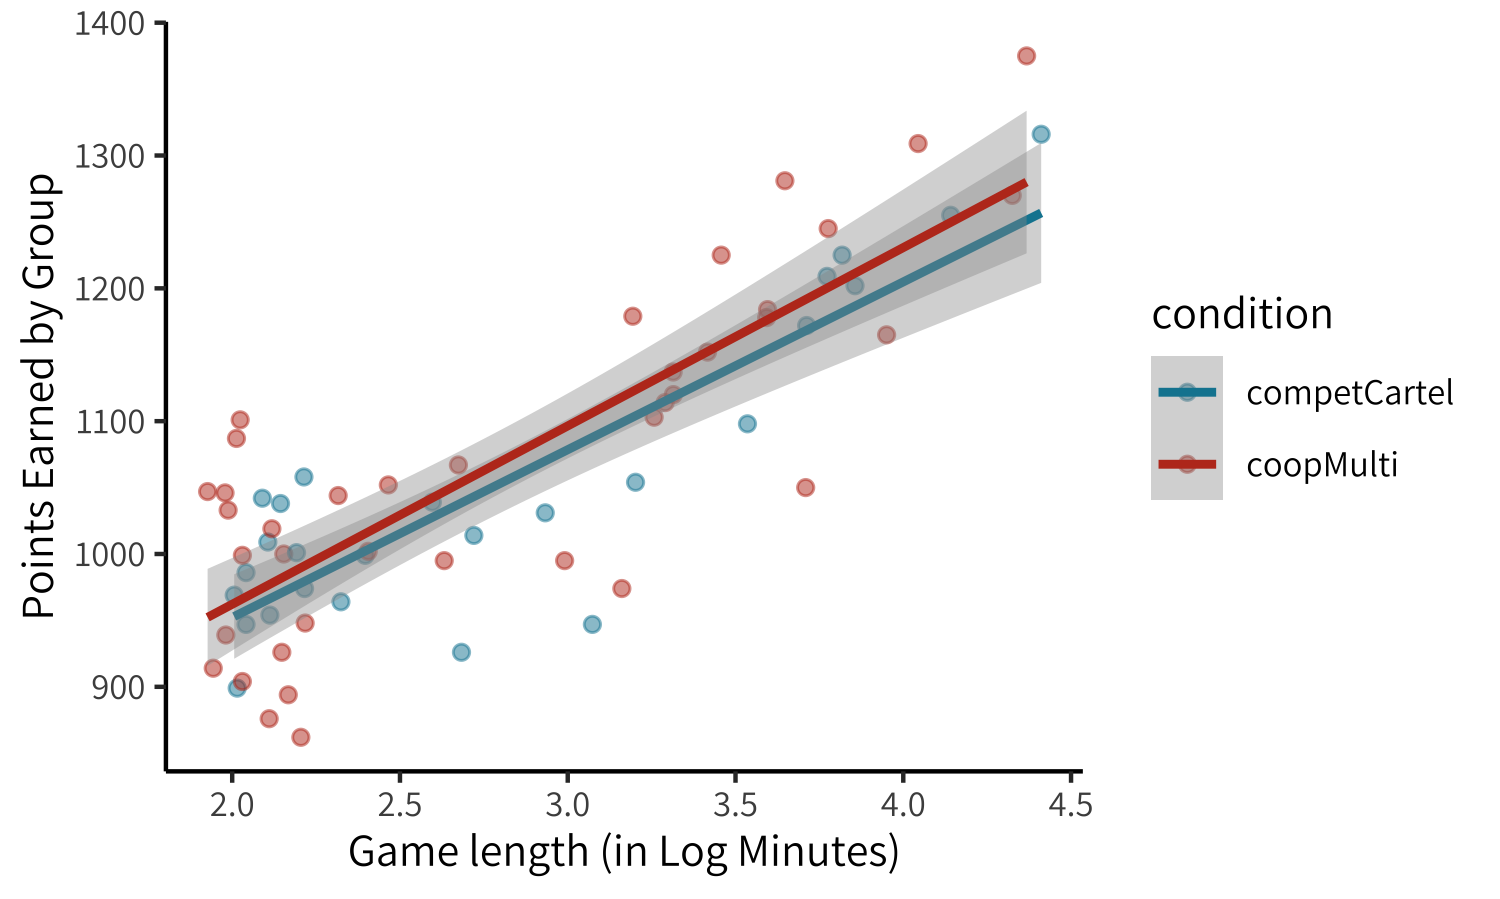 1400
1300
1200
1100
1000
900
Points Earned by Group
2.0 2.5 3.0 3.5 4.0 4.5
Game length (in Log Minutes)
condition
competCartel
coopMulti